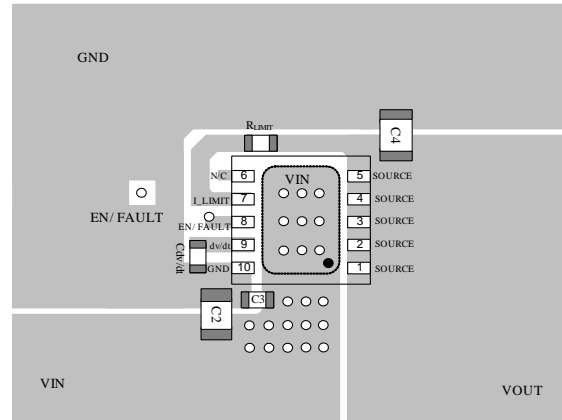 GND
RLIMIT
C4
N/C 6 VIN 5 SOURCE
I_LIMIT 7 4 SOURCE
EN/ FAULT
8 3 SOURCE
EN/ FAULT
dv/dt 9 2 SOURCE
Cdv/dt
GND 10 1 SOURCE
C3
C2
VIN
VOUT